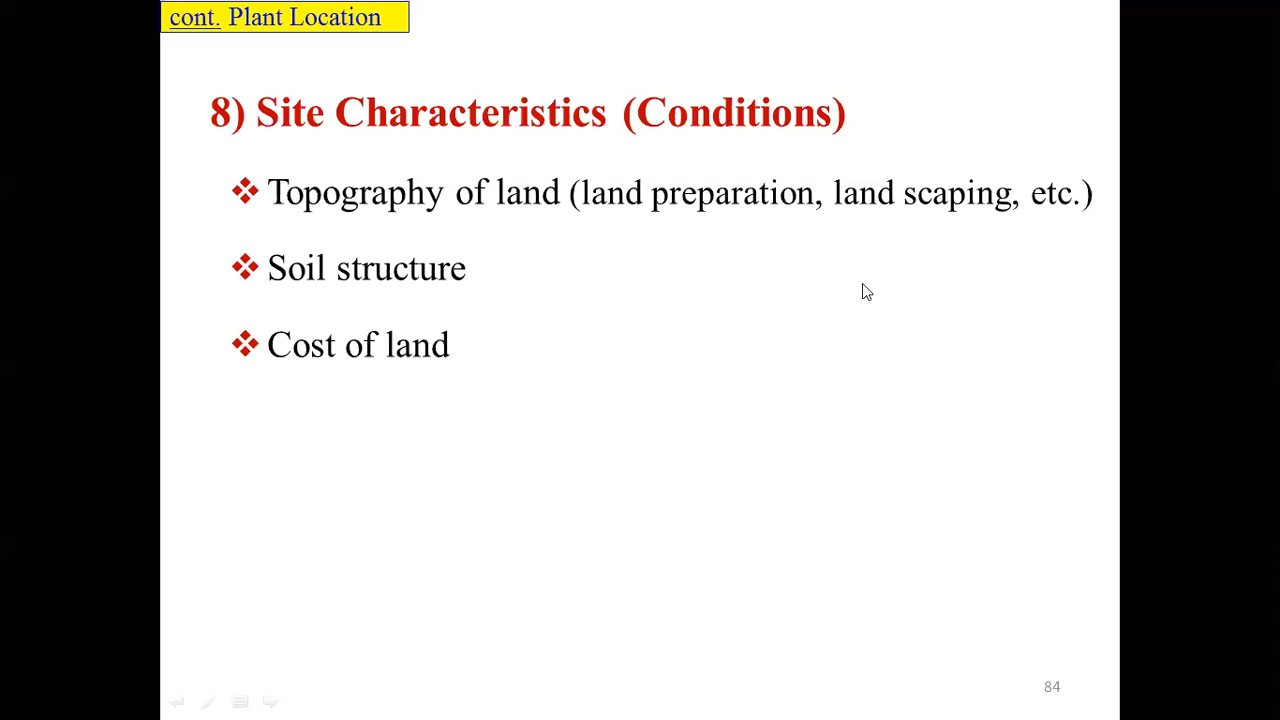 cont. Plant Location
8) Site Characteristics (Conditions)
❖ Topography of land (land preparation, land scaping, etc.)
❖ Soil structure
❖ Cost of land
84